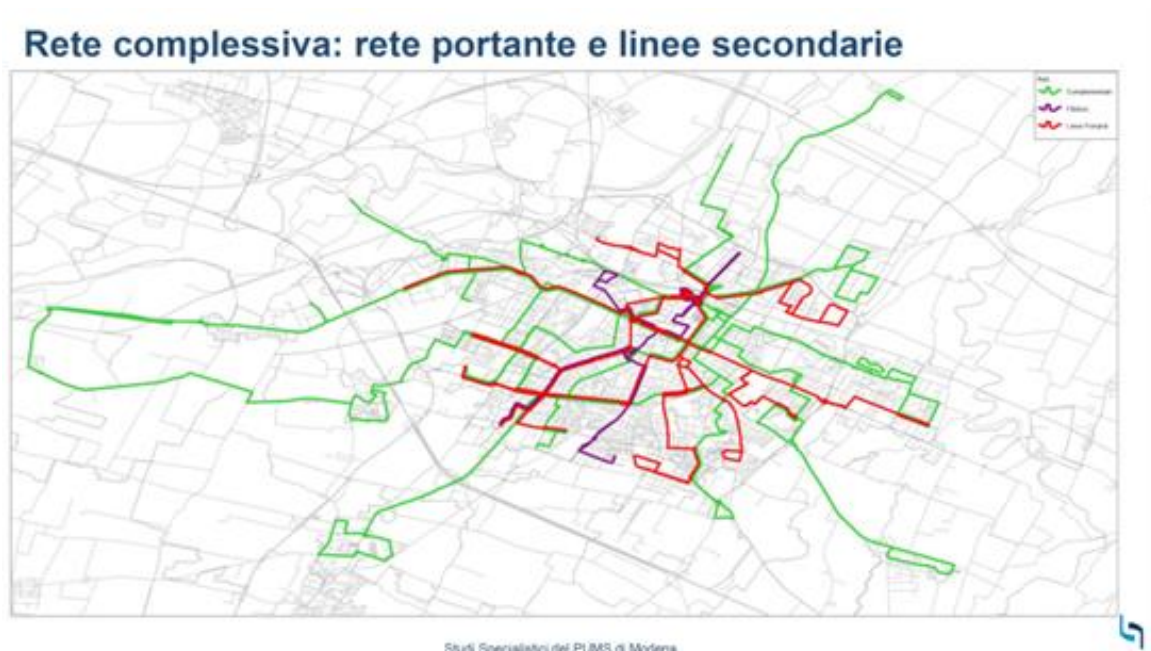 Rete complessiva: rete portante e linee secondarie
Studi Specialistici del PUMS di Modena